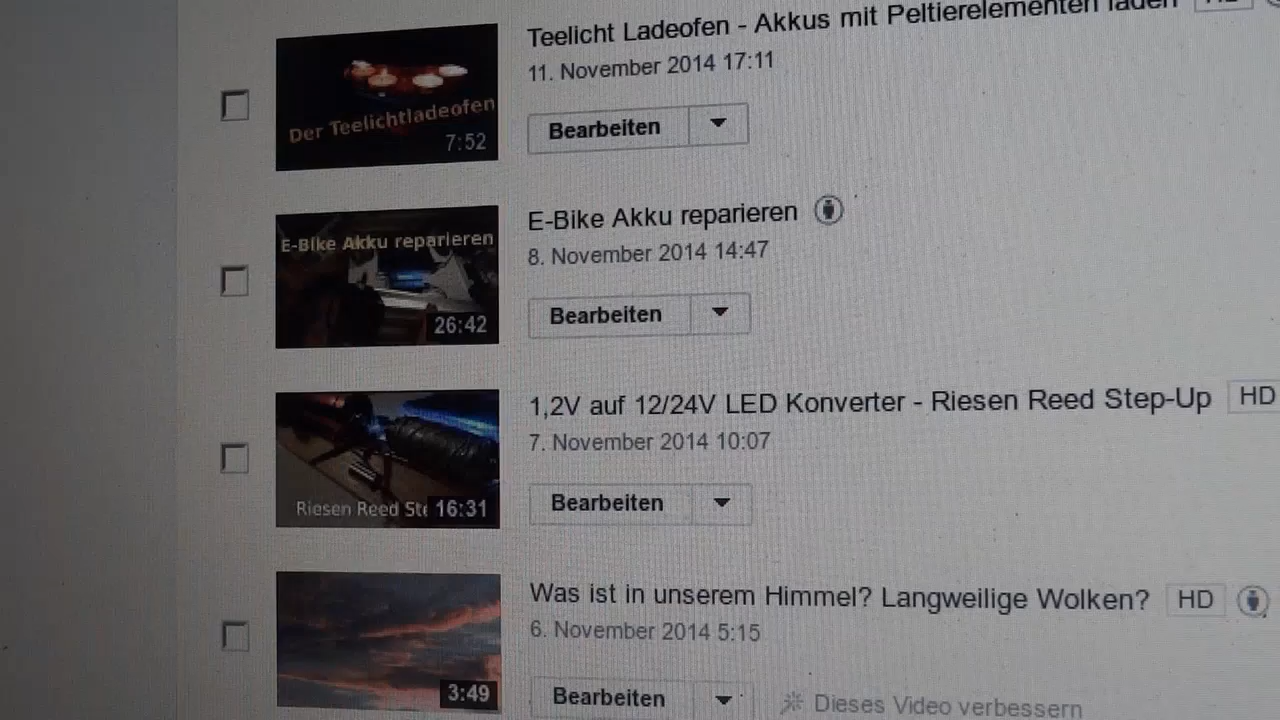 Teelicht Ladeofen - Akkus mit Peltierelementen laden
11. November 2014 17:11
Der Teelichtladeofen
7:52
Bearbeiten
E-Bike Akku reparieren
8. November 2014 14:47
E-Bike Akku reparieren
26:42
Bearbeiten
1,2V auf 12/24V LED Konverter - Riesen Reed Step-Up HD
7. November 2014 10:07
Riesen Reed Ste 16:31
Bearbeiten
Was ist in unserem Himmel? Langweilige Wolken? HD
6. November 2014 5:15
3:49
Bearbeiten
Dieses Video verbessern